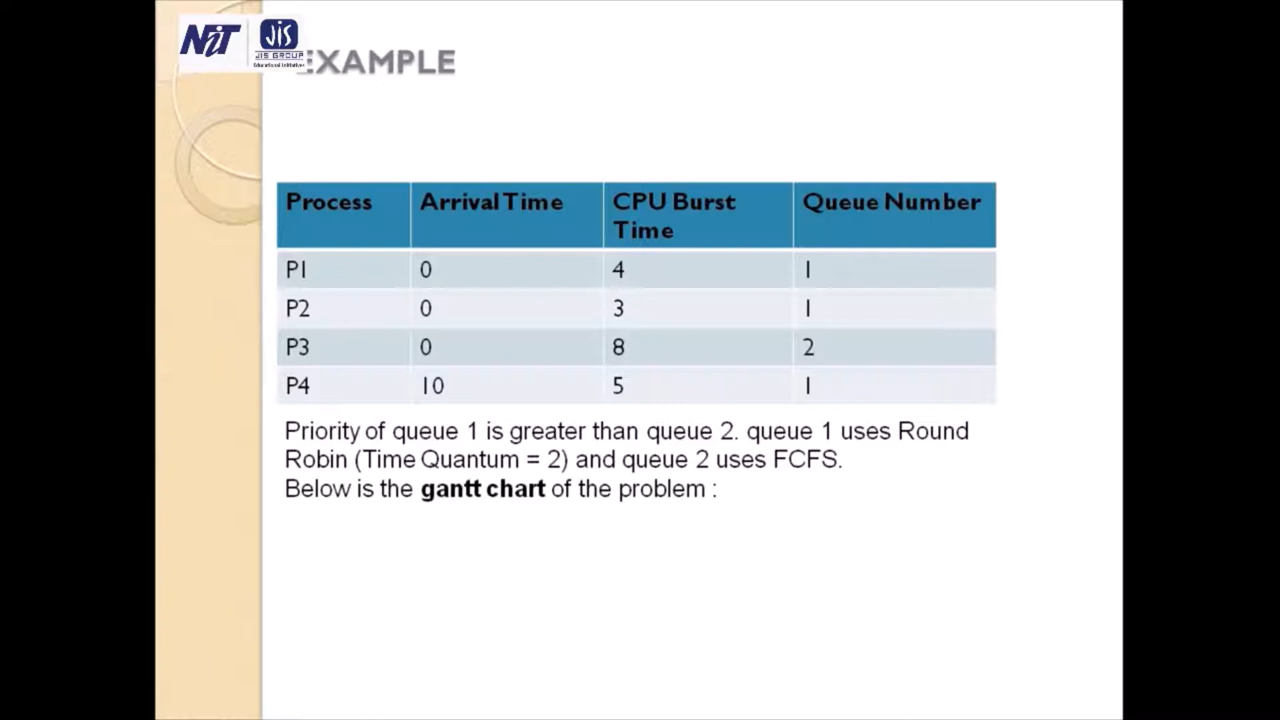 NiT
JIS
JIS GROUP
Educational Initiatives
EXAMPLE
Process Arrival Time CPU Burst Time Queue Number
P1 0 4 1
P2 0 3 1
P3 0 8 2
P4 10 5 1
Priority of queue 1 is greater than queue 2. queue 1 uses Round
Robin (Time Quantum = 2) and queue 2 uses FCFS.
Below is the gantt chart of the problem :